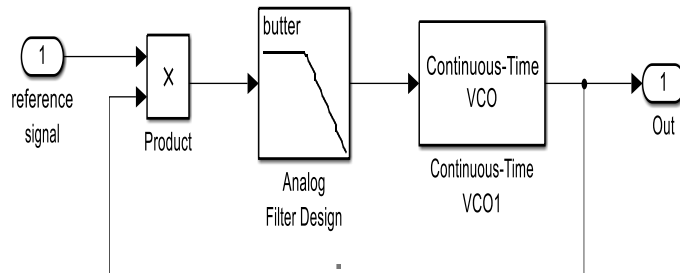 butter
1
reference
signal
X
Product
Analog
Filter Design
Continuous-Time
VCO
Continuous-Time
VCO1
1
Out